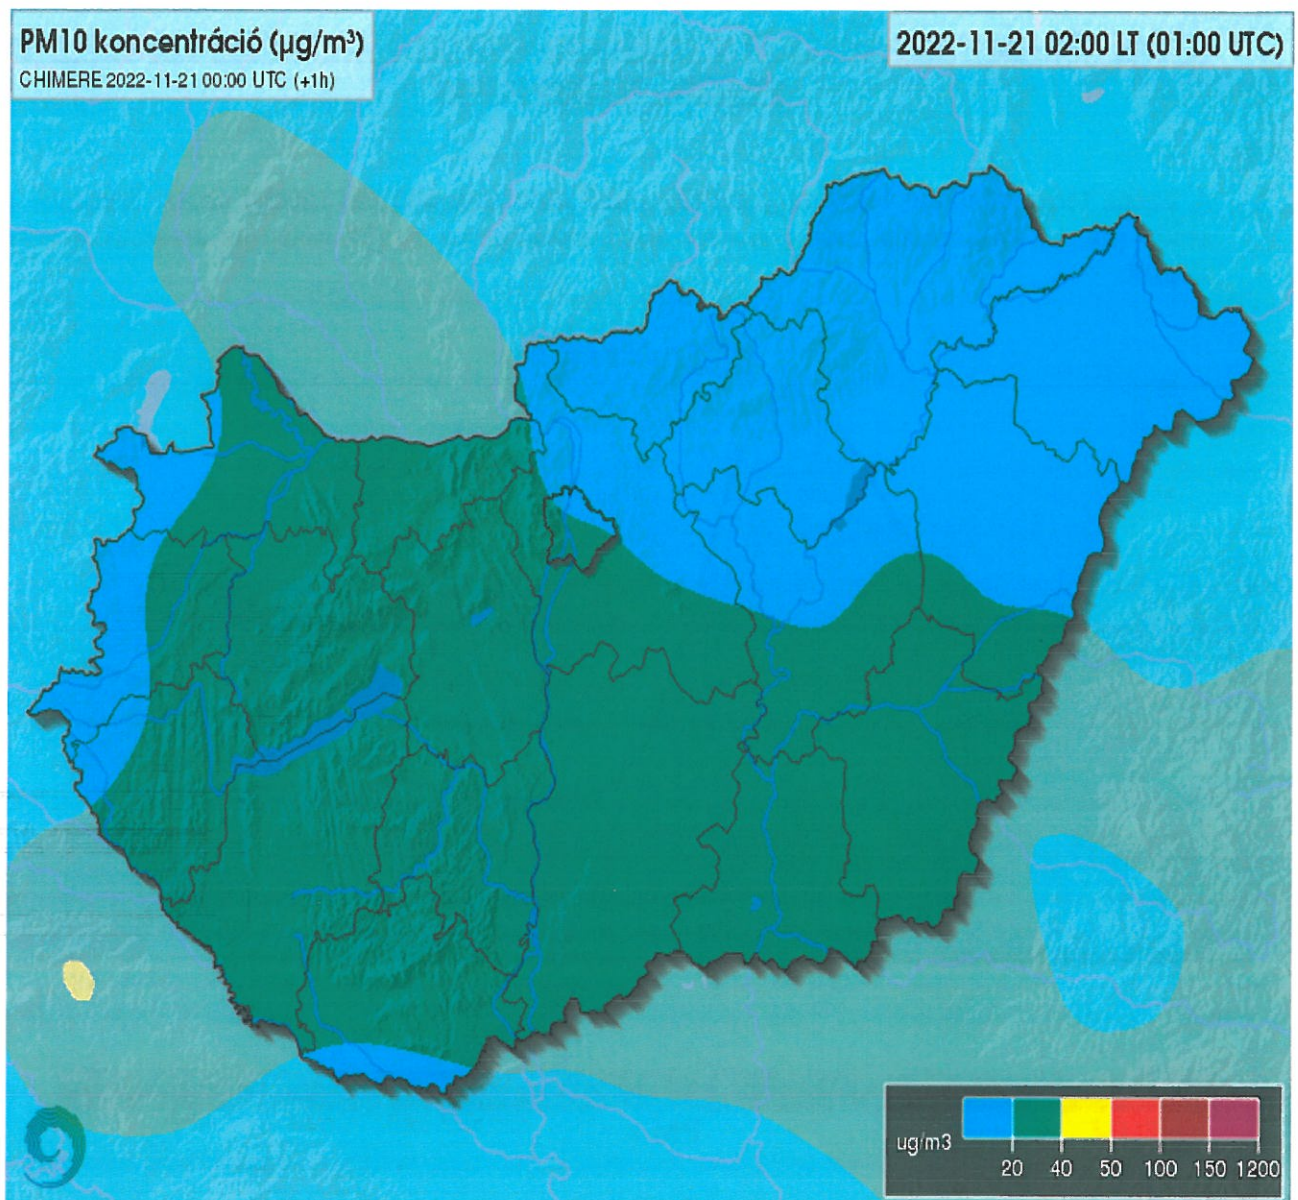 PM10 koncentráció (µg/m³)
CHIMERE 2022-11-21 00:00 UTC (+1h)
2022-11-21 02:00 LT (01:00 UTC)
ug/m3
20 40 50 100 150 1200